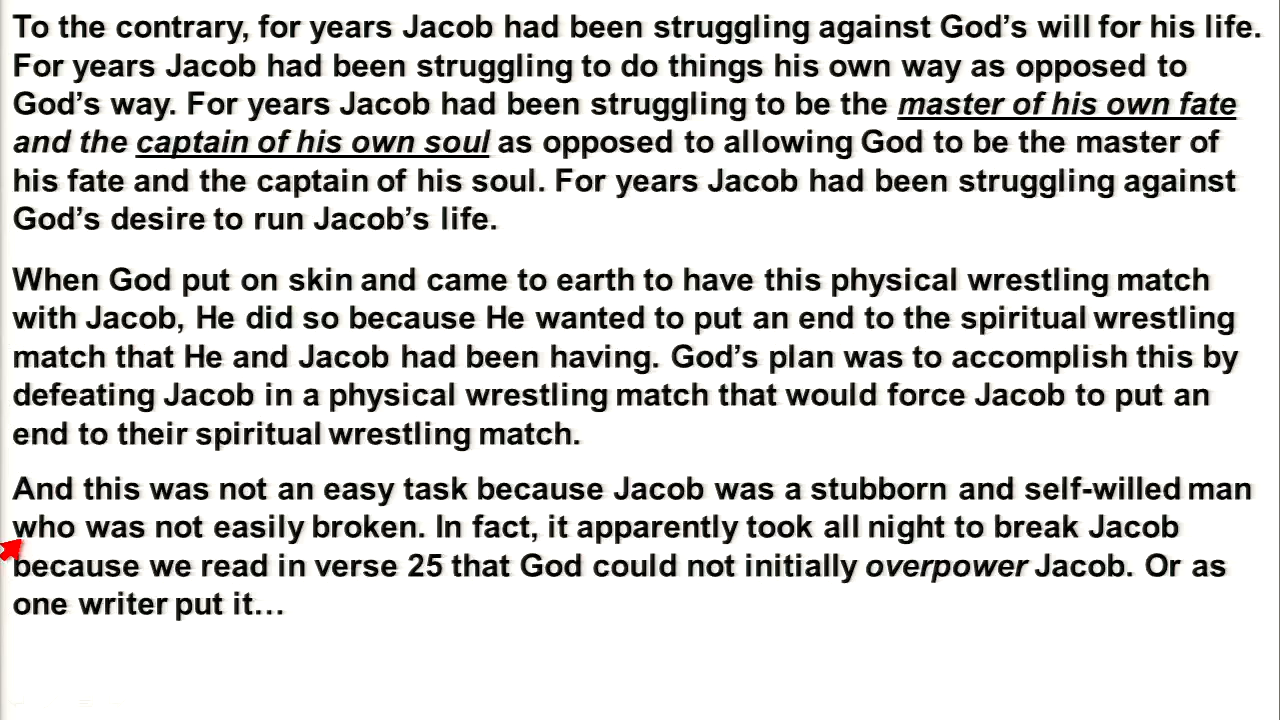 To the contrary, for years Jacob had been struggling against God’s will for his life.
For years Jacob had been struggling to do things his own way as opposed to
God’s way. For years Jacob had been struggling to be the master of his own fate
and the captain of his own soul as opposed to allowing God to be the master of
his fate and the captain of his soul. For years Jacob had been struggling against
God’s desire to run Jacob’s life.
When God put on skin and came to earth to have this physical wrestling match
with Jacob, He did so because He wanted to put an end to the spiritual wrestling
match that He and Jacob had been having. God’s plan was to accomplish this by
defeating Jacob in a physical wrestling match that would force Jacob to put an
end to their spiritual wrestling match.
And this was not an easy task because Jacob was a stubborn and self-willed man
who was not easily broken. In fact, it apparently took all night to break Jacob
because we read in verse 25 that God could not initially overpower Jacob. Or as
one writer put it…